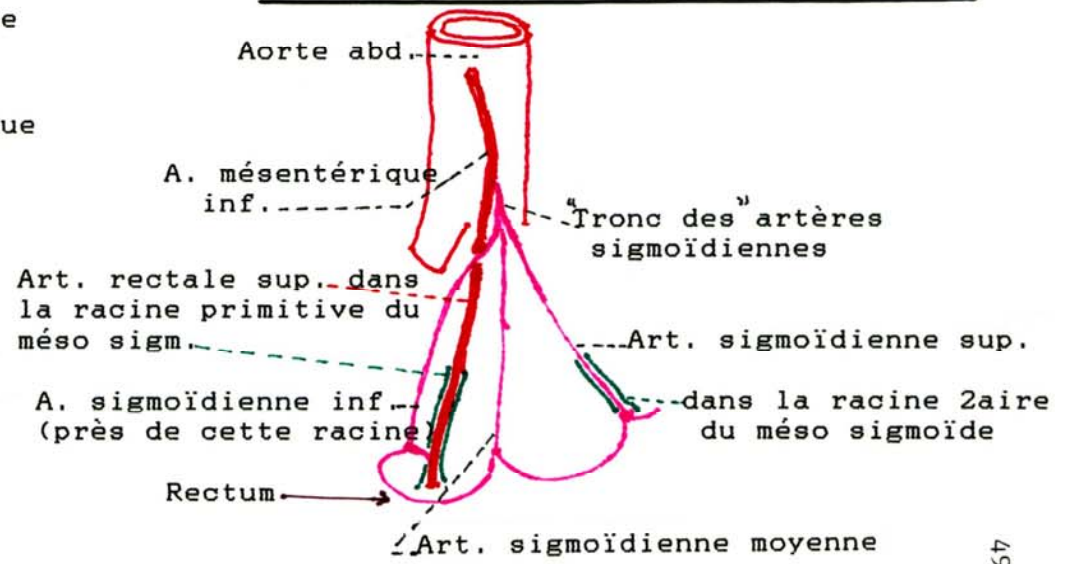 e
Aorte abd.
ue
A. mésentérique
inf.
"Tronc des" artères
sigmoïdiennes
Art. rectale sup. dans
la racine primitive du
méso sigm.
Art. sigmoïdienne sup.
A. sigmoïdienne inf.
(près de cette racine)
dans la racine 2aire
du méso sigmoïde
Rectum
Art. sigmoïdienne moyenne
49